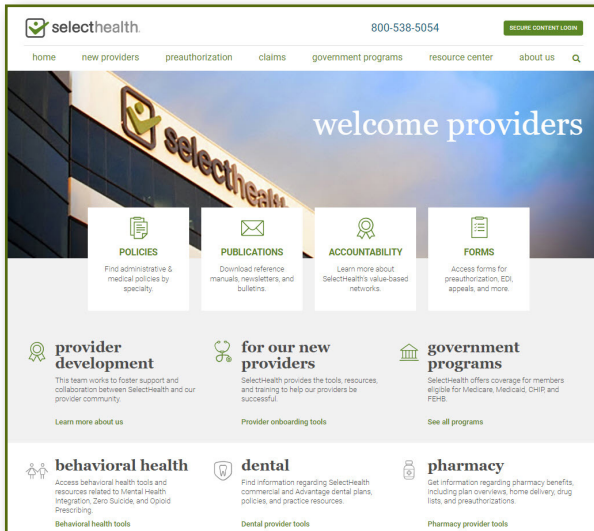 selecthealth.
800-538-5054
SECURE CONTENT LOGIN
home new providers preauthorization claims government programs resource center about us
selecthealth
welcome providers
POLICIES
Find administrative &
medical policies by
specialty.
PUBLICATIONS
Download reference
manuals, newsletters, and
bulletins.
ACCOUNTABILITY
Learn more about
SelectHealth's value-based
networks.
FORMS
Access forms for
preauthorization, EDI,
appeals, and more.
provider
development
This team works to foster support and
collaboration between SelectHealth and our
provider community.
Learn more about us
for our new
providers
SelectHealth provides the tools, resources,
and training to help our providers be
successful.
Provider onboarding tools
government
programs
SelectHealth offers coverage for members
eligible for Medicare, Medicaid, CHIP, and
FEHB.
See all programs
behavioral health
Access behavioral health tools and
resources related to Mental Health
Integration, Zero Suicide, and Opioid
Prescribing.
Behavioral health tools
dental
Find information regarding SelectHealth
commercial and Advantage dental plans,
policies, and practice resources.
Dental provider tools
pharmacy
Get information regarding pharmacy benefits,
including plan overviews, home delivery, drug
lists, and preauthorizations.
Pharmacy provider tools